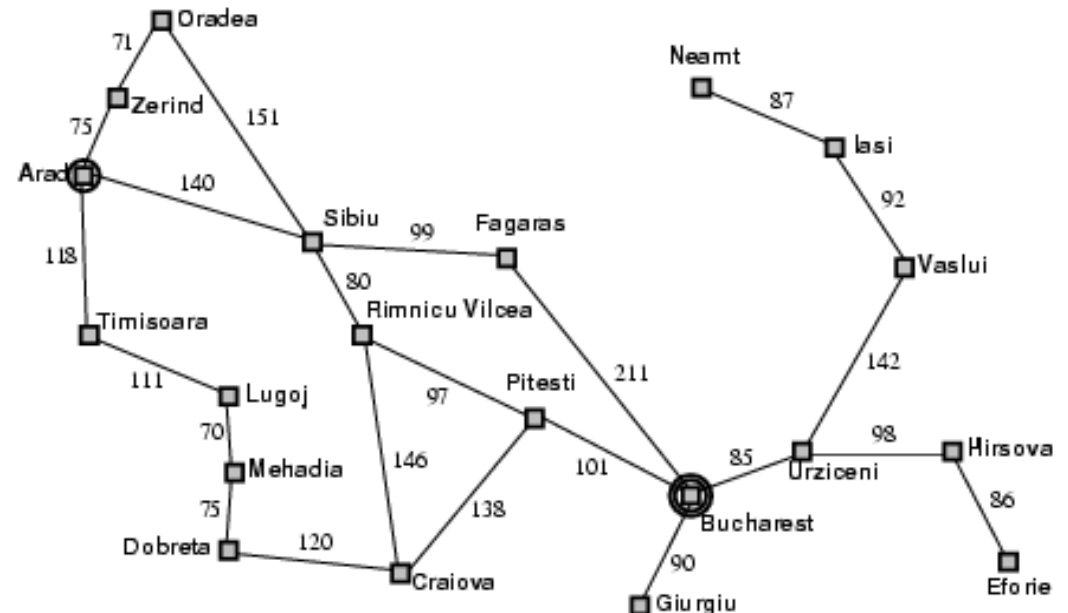 Oradea
71
Neamt
87
Zerind
151
75
Iasi
Arad
140
92
Sibiu
Fagaras
99
118
80
Vaslui
Rimnicu Vilcea
Timisoara
142
111
211
Pitesti
Lugoj
97
70
98
Hirsova
146
101
85
Mehadia
Urziceni
86
75
138
Bucharest
Dobreta
120
90
Craiova
Eforie
Giurgiu